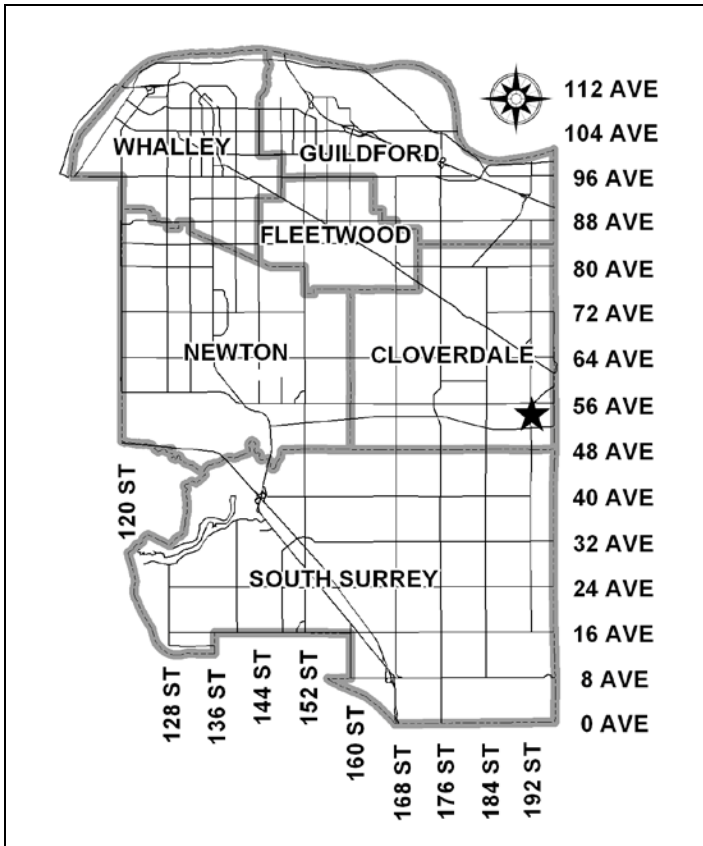 112 AVE
104 AVE
WHALLEY
GUILDFORD
96 AVE
88 AVE
FLEETWOOD
80 AVE
72 AVE
NEWTON
CLOVERDALE
64 AVE
56 AVE
48 AVE
120 ST
40 AVE
32 AVE
SOUTH SURREY
24 AVE
16 AVE
8 AVE
0 AVE
128 ST
136 ST
144 ST
152 ST
160 ST
168 ST
176 ST
184 ST
192 ST